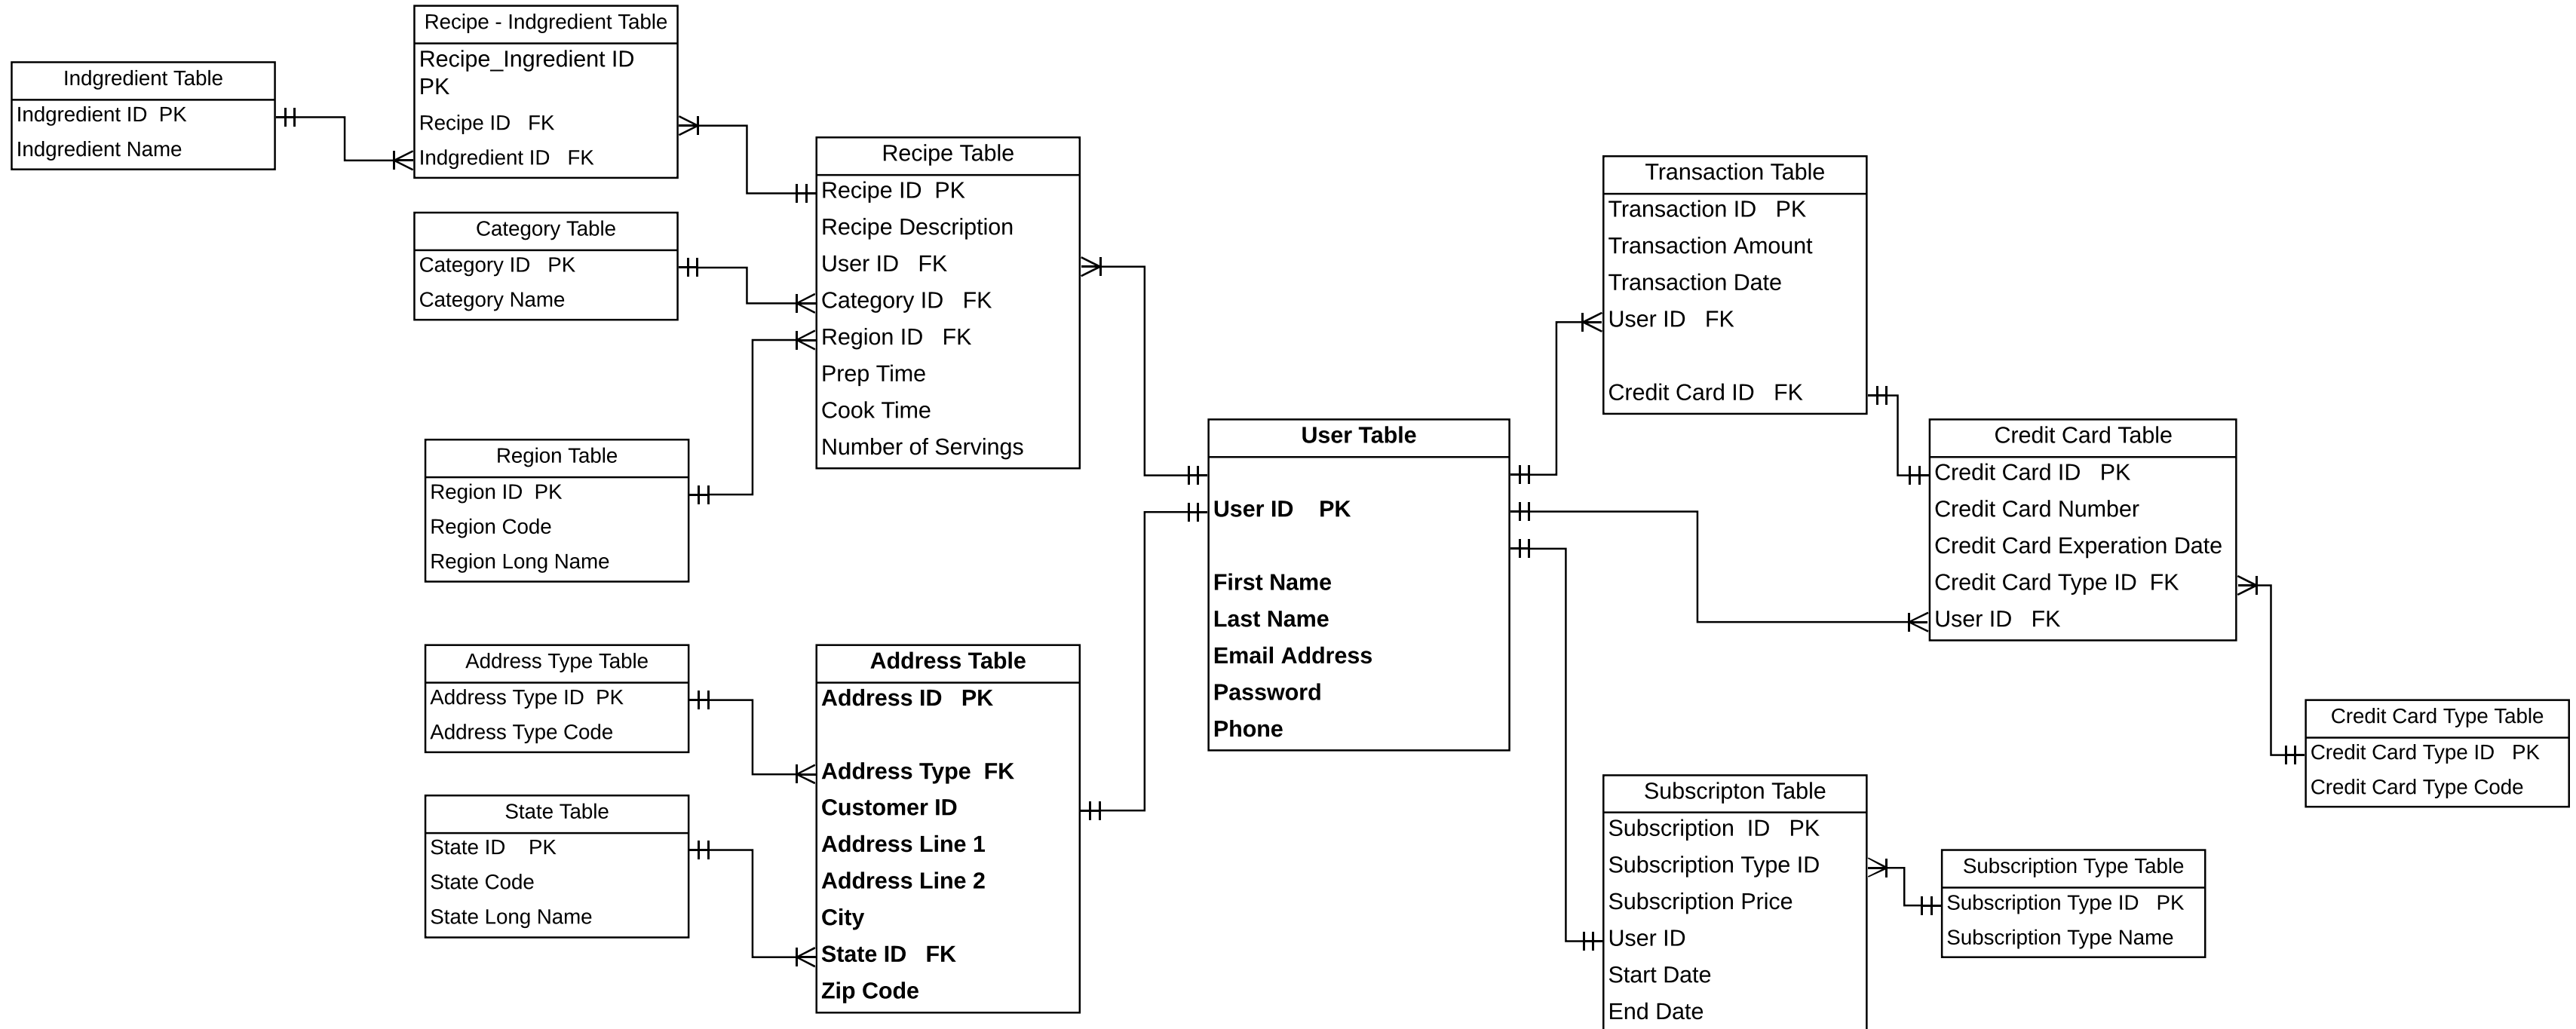 Recipe - Indgredient Table
Recipe_Ingredient ID
PK
Recipe ID FK
Indgredient ID FK
Indgredient Table
Indgredient ID PK
Indgredient Name
Category Table
Category ID PK
Category Name
Region Table
Region ID PK
Region Code
Region Long Name
Recipe Table
Recipe ID PK
Recipe Description
User ID FK
Category ID FK
Region ID FK
Prep Time
Cook Time
Number of Servings
Address Type Table
Address Type ID PK
Address Type Code
State Table
State ID PK
State Code
State Long Name
Address Table
Address ID PK
Address Type FK
Customer ID
Address Line 1
Address Line 2
City
State ID FK
Zip Code
User Table
User ID PK
First Name
Last Name
Email Address
Password
Phone
Transaction Table
Transaction ID PK
Transaction Amount
Transaction Date
User ID FK
Credit Card ID FK
Credit Card Table
Credit Card ID PK
Credit Card Number
Credit Card Experation Date
Credit Card Type ID FK
User ID FK
Credit Card Type Table
Credit Card Type ID PK
Credit Card Type Code
Subscripton Table
Subscription ID PK
Subscription Type ID
Subscription Price
User ID
Start Date
End Date
Subscription Type Table
Subscription Type ID PK
Subscription Type Name